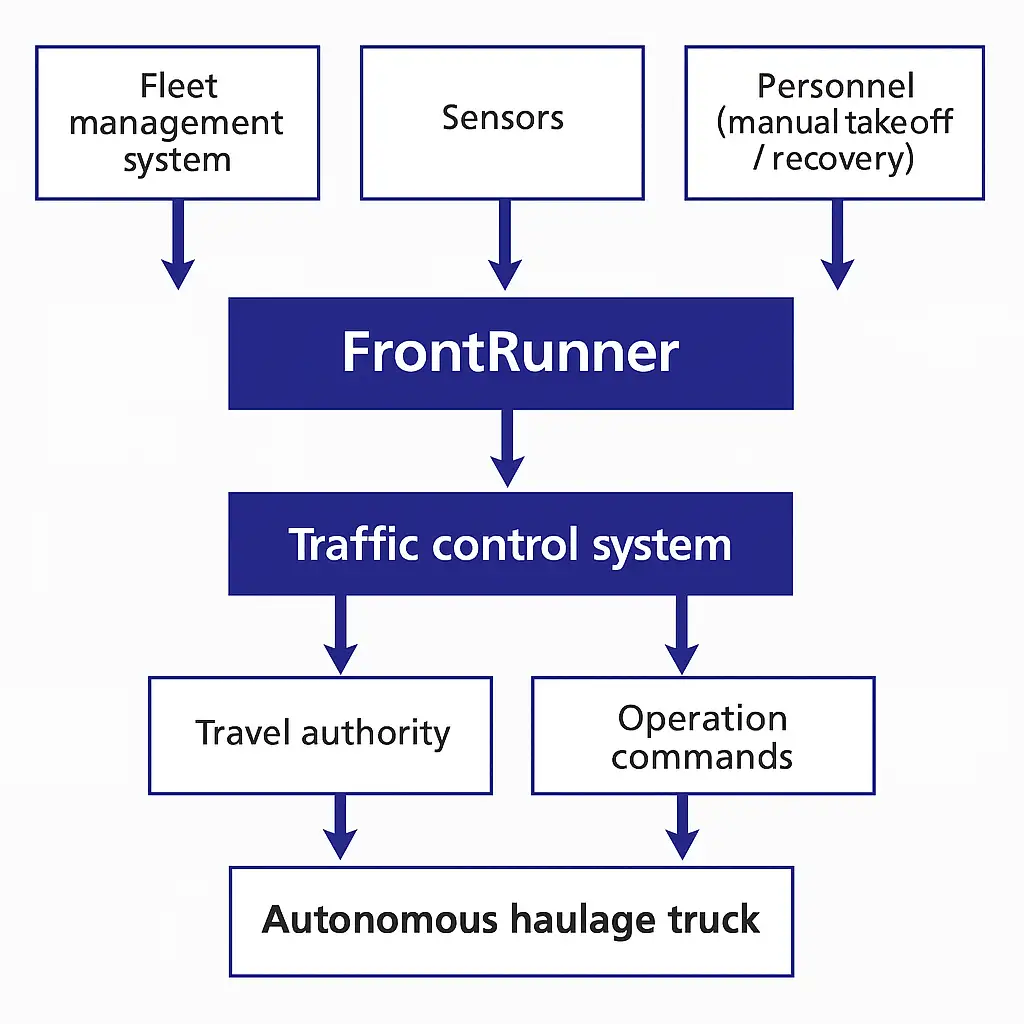 Fleet
management
system
Sensors
Personnel
(manual takeoff
/ recovery)
FrontRunner
Traffic control system
Travel authority
Operation
commands
Autonomous haulage truck